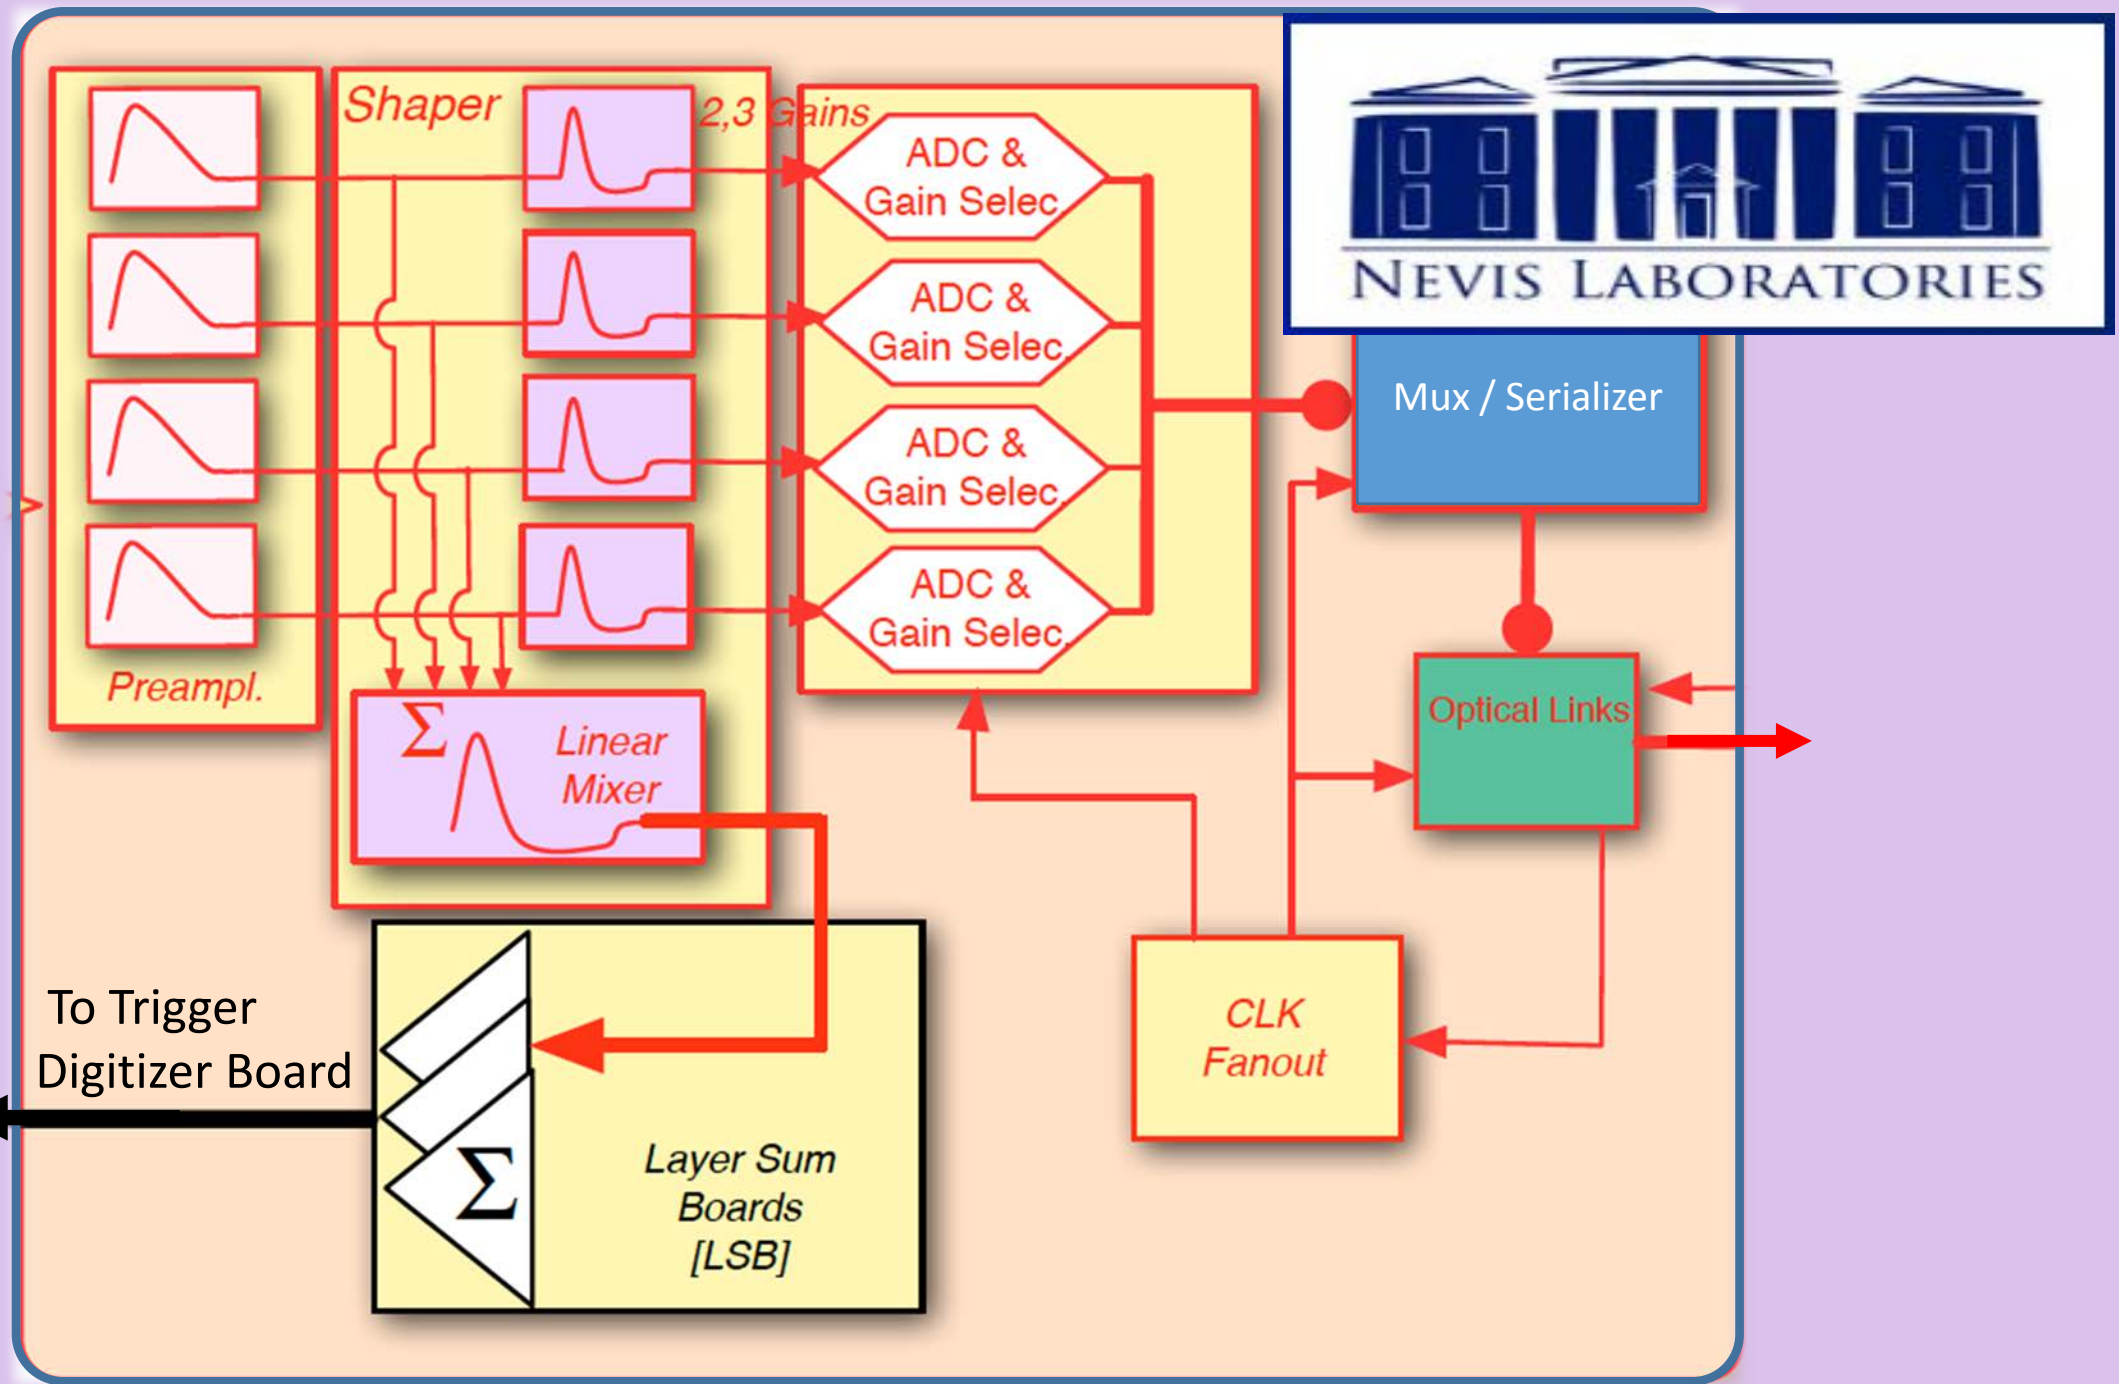 Shaper
2,3 Gains
ADC &
Gain Selec.
ADC &
Gain Selec.
ADC &
Gain Selec.
ADC &
Gain Selec.
Preampl.
Σ
Linear
Mixer
NEVIS LABORATORIES
Mux / Serializer
Optical Links
CLK
Fanout
To Trigger
Digitizer Board
Σ
Layer Sum
Boards
[LSB]